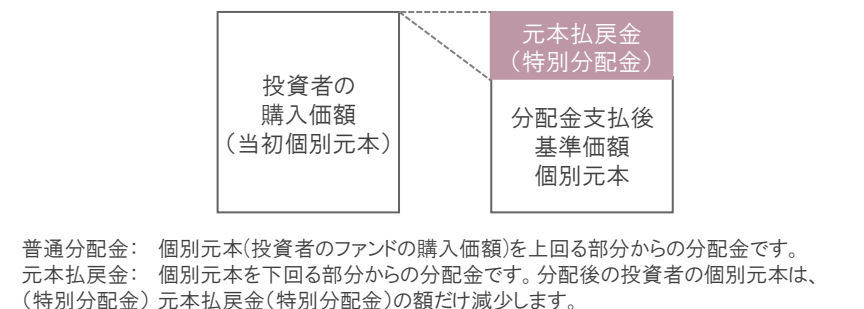 投資者の
購入価額
（当初個別元本）
元本払戻金
（特別分配金）
分配金支払後
基準価額
個別元本
普通分配金： 個別元本(投資者のファンドの購入価額)を上回る部分からの分配金です。
元本払戻金： 個別元本を下回る部分からの分配金です。分配後の投資者の個別元本は、
（特別分配金） 元本払戻金（特別分配金）の額だけ減少します。